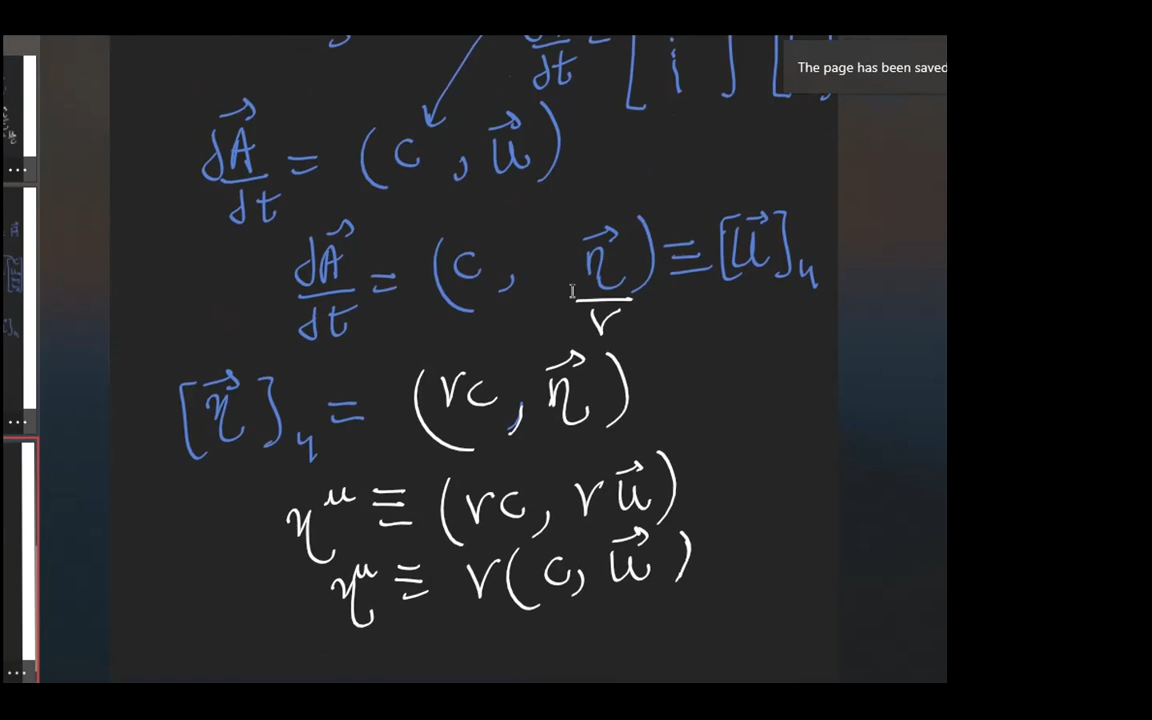 The page has been saved
dA⃗/dt = (c, u⃗)
dA⃗/dt = (c, η⃗/γ) ≡ [u⃗]₄
[η⃗]₄ = (γc, η⃗)
η^μ ≡ (γc, γu⃗)
η^μ ≡ γ(c, u⃗)